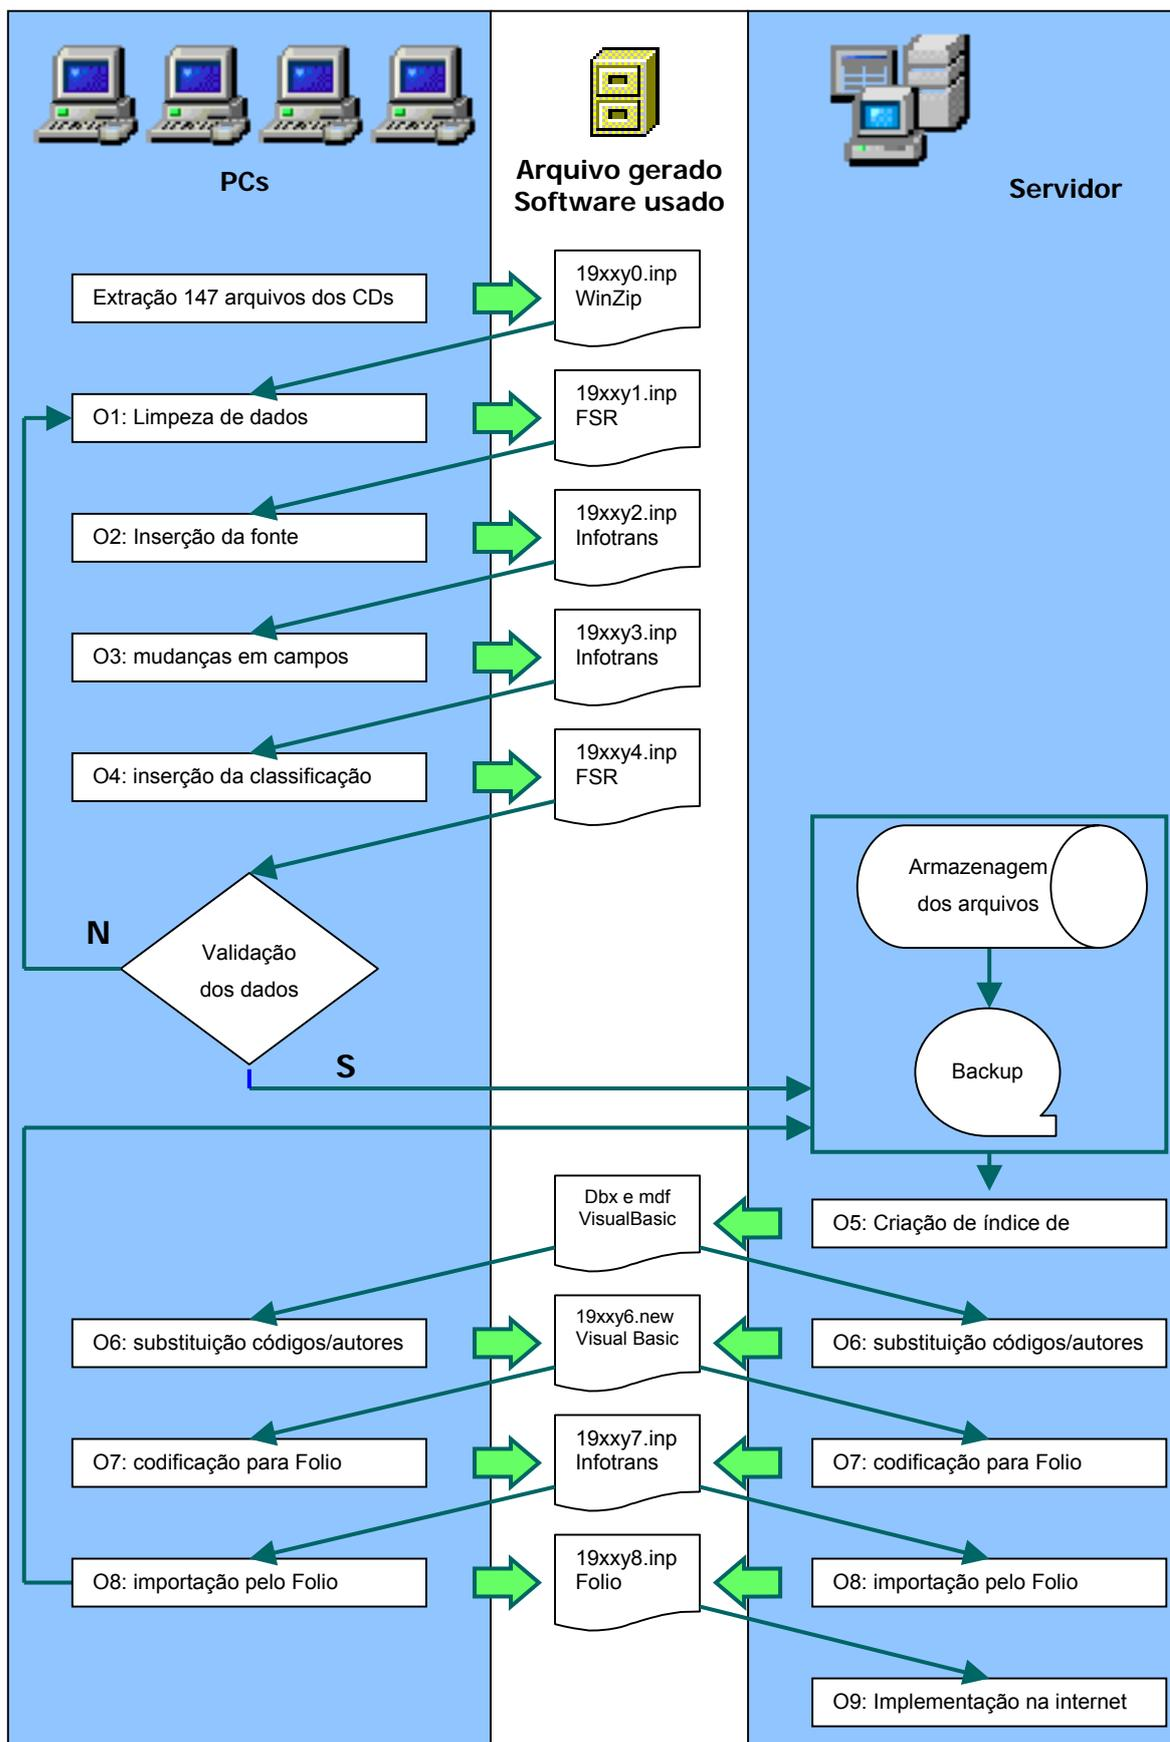 PCs
Arquivo gerado
Software usado
Servidor
Extração 147 arquivos dos CDs
19xxy0.inp
WinZip
O1: Limpeza de dados
19xxy1.inp
FSR
O2: Inserção da fonte
19xxy2.inp
Infotrans
O3: mudanças em campos
19xxy3.inp
Infotrans
O4: inserção da classificação
19xxy4.inp
FSR
Armazenagem
dos arquivos
N
Validação
dos dados
Backup
S
Dbx e mdf
VisualBasic
O5: Criação de índice de
O6: substituição códigos/autores
19xxy6.new
Visual Basic
O6: substituição códigos/autores
O7: codificação para Folio
19xxy7.inp
Infotrans
O7: codificação para Folio
O8: importação pelo Folio
19xxy8.inp
Folio
O8: importação pelo Folio
O9: Implementação na internet